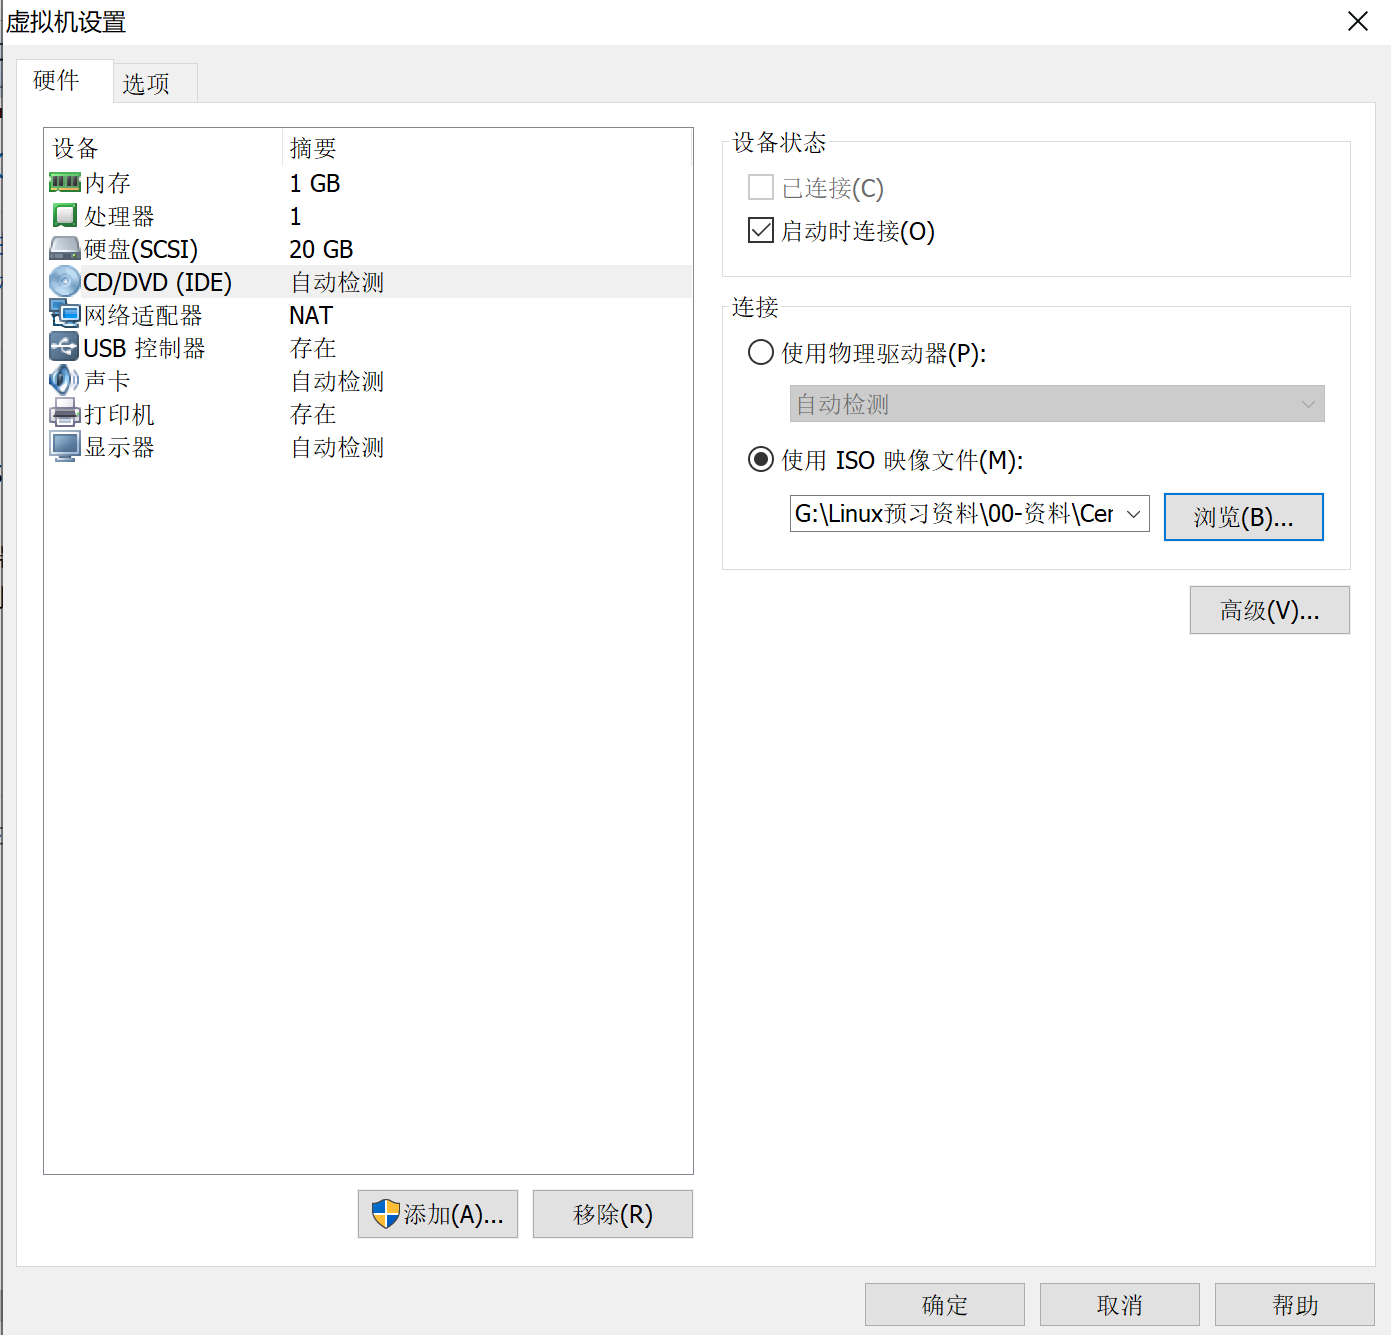 虚拟机设置
硬件
选项
设备 摘要
内存 1 GB
处理器 1
硬盘(SCSI) 20 GB
CD/DVD (IDE) 自动检测
网络适配器 NAT
USB 控制器 存在
声卡 自动检测
打印机 存在
显示器 自动检测
添加(A)...
移除(R)
设备状态
已连接(C)
启动时连接(O)
连接
使用物理驱动器(P):
自动检测
使用 ISO 映像文件(M):
G:\Linux预习资料\00-资料\Cer
浏览(B)...
高级(V)...
确定
取消
帮助